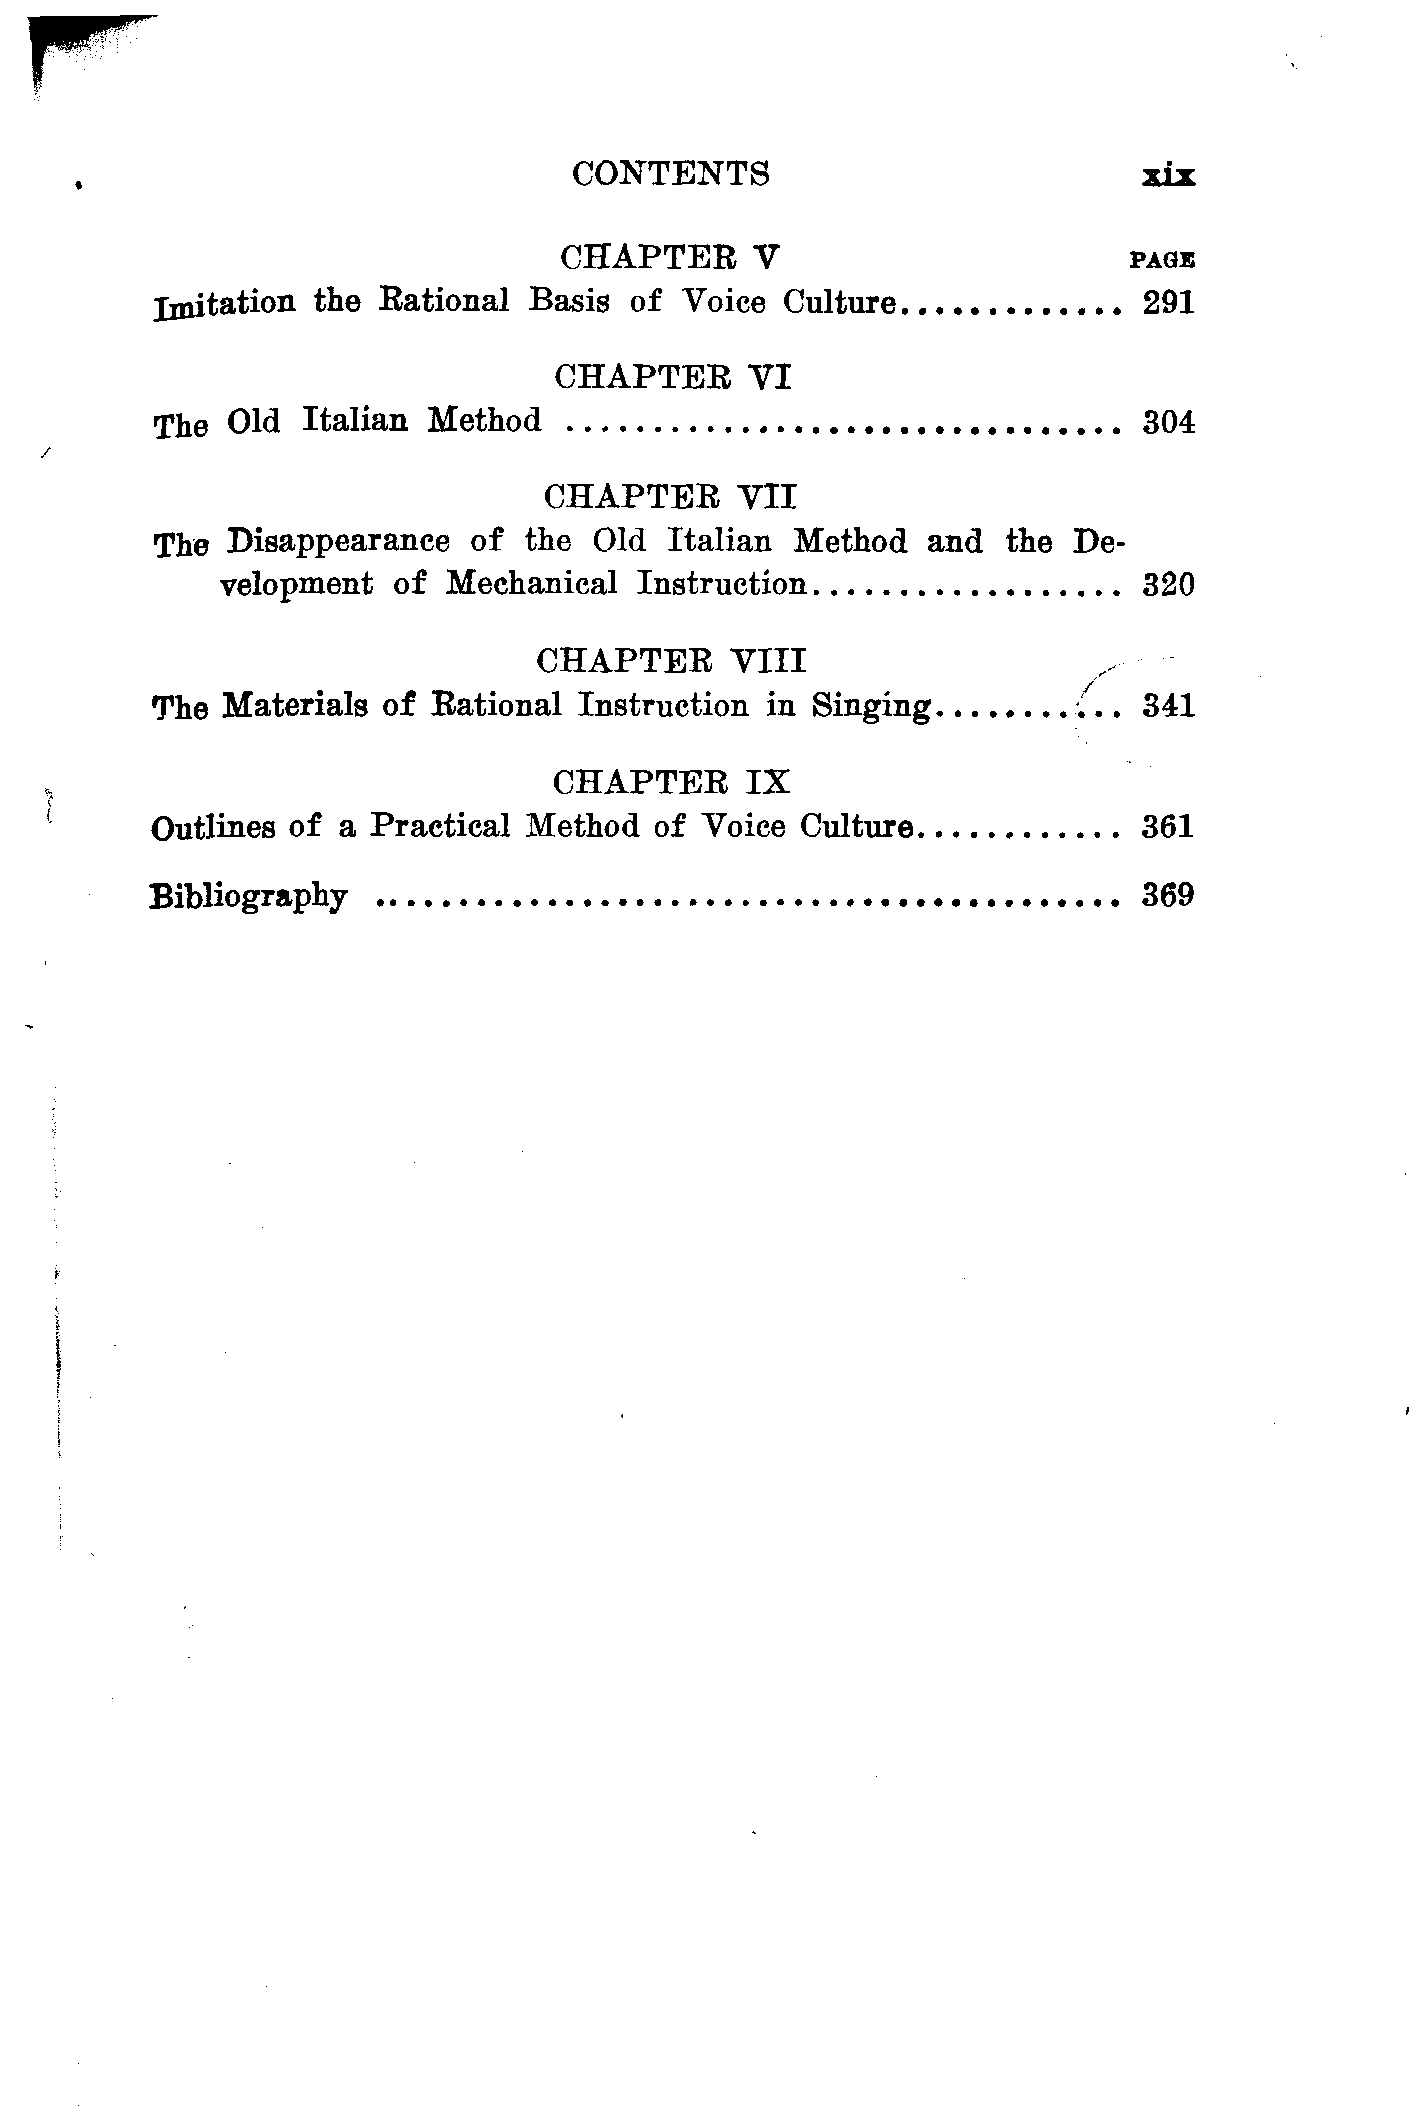 CONTENTS xix
CHAPTER V PAGE
Imitation the Rational Basis of Voice Culture............. 291
CHAPTER VI
The Old Italian Method ................................ 304
CHAPTER VII
The Disappearance of the Old Italian Method and the De-
velopment of Mechanical Instruction.................. 320
CHAPTER VIII
The Materials of Rational Instruction in Singing........... 341
CHAPTER IX
Outlines of a Practical Method of Voice Culture............ 361
Bibliography .......................................... 369